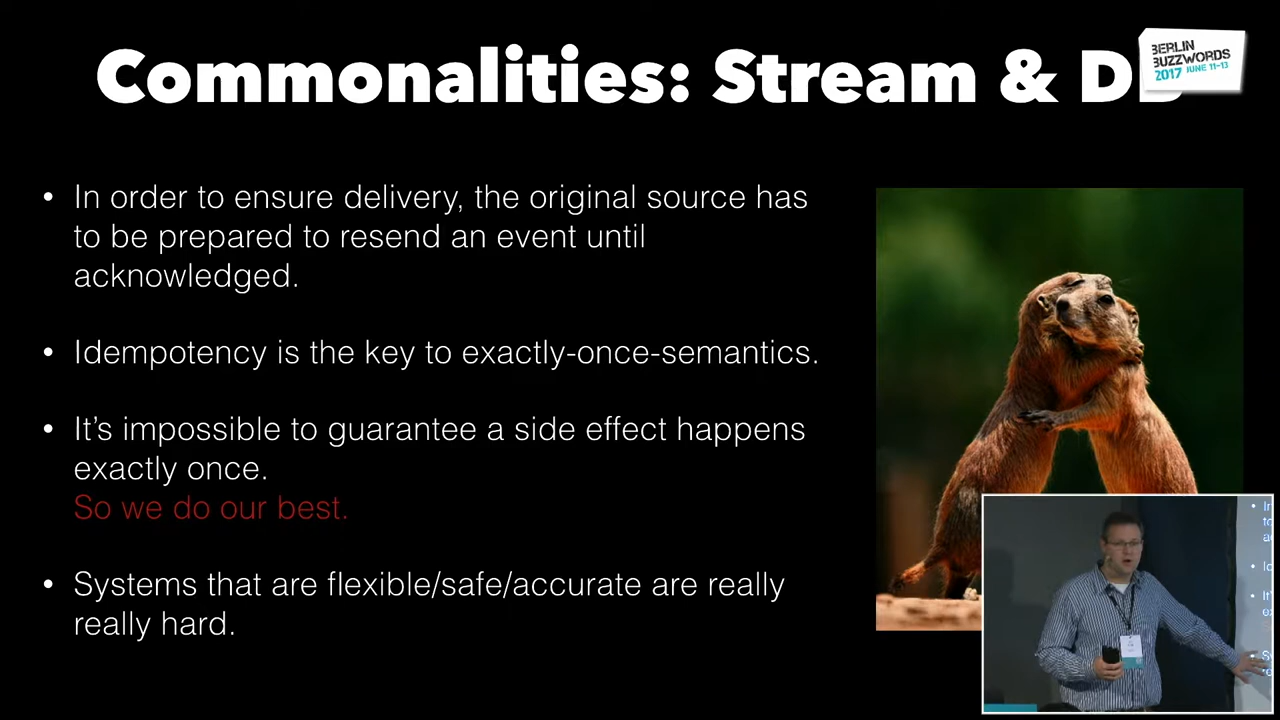 Commonalities: Stream & DB
BERLIN
BUZZWORDS
2017 JUNE 11-13
• In order to ensure delivery, the original source has
to be prepared to resend an event until
acknowledged.
• Idempotency is the key to exactly-once-semantics.
• It’s impossible to guarantee a side effect happens
exactly once.
So we do our best.
• Systems that are flexible/safe/accurate are really
really hard.